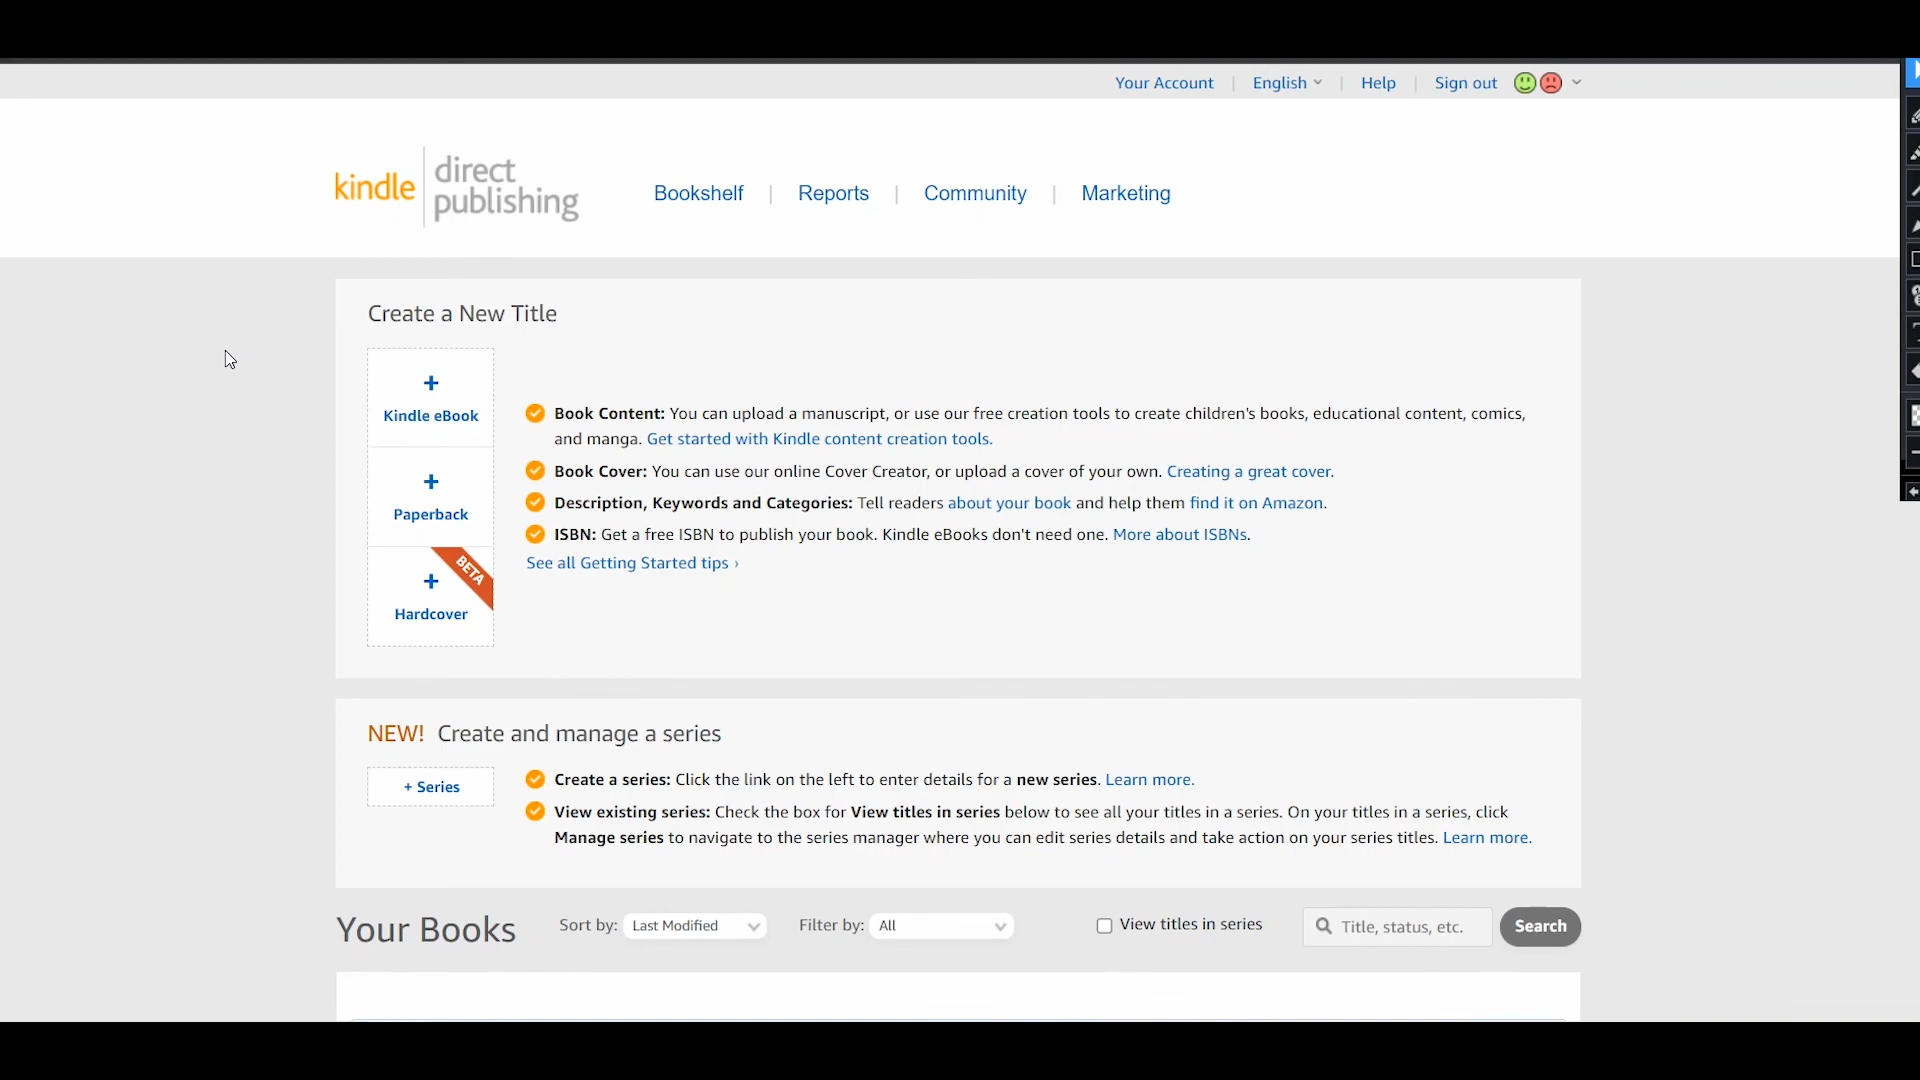 Your Account | English | Help | Sign out
kindle direct publishing
Bookshelf | Reports | Community | Marketing
Create a New Title
+
Kindle eBook
+
Paperback
BETA
+
Hardcover
Book Content: You can upload a manuscript, or use our free creation tools to create children's books, educational content, comics,
and manga. Get started with Kindle content creation tools.
Book Cover: You can use our online Cover Creator, or upload a cover of your own. Creating a great cover.
Description, Keywords and Categories: Tell readers about your book and help them find it on Amazon.
ISBN: Get a free ISBN to publish your book. Kindle eBooks don't need one. More about ISBNs.
See all Getting Started tips ›
NEW! Create and manage a series
+ Series
Create a series: Click the link on the left to enter details for a new series. Learn more.
View existing series: Check the box for View titles in series below to see all your titles in a series. On your titles in a series, click
Manage series to navigate to the series manager where you can edit series details and take action on your series titles. Learn more.
Your Books Sort by: Last Modified Filter by: All View titles in series Title, status, etc. Search